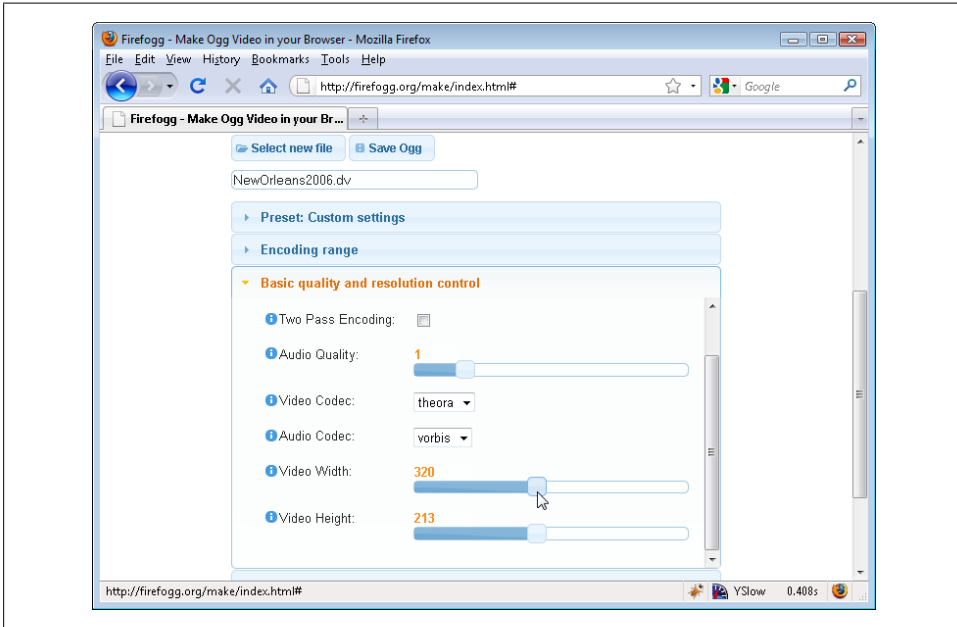 Firefogg - Make Ogg Video in your Browser - Mozilla Firefox
File Edit View History Bookmarks Tools Help
http://firefogg.org/make/index.html#
Google
Firefogg - Make Ogg Video in your Br...
Select new file Save Ogg
NewOrleans2006.dv
Preset: Custom settings
Encoding range
Basic quality and resolution control
Two Pass Encoding:
Audio Quality: 1
Video Codec: theora
Audio Codec: vorbis
Video Width: 320
Video Height: 213
http://firefogg.org/make/index.html# YSlow 0.408s